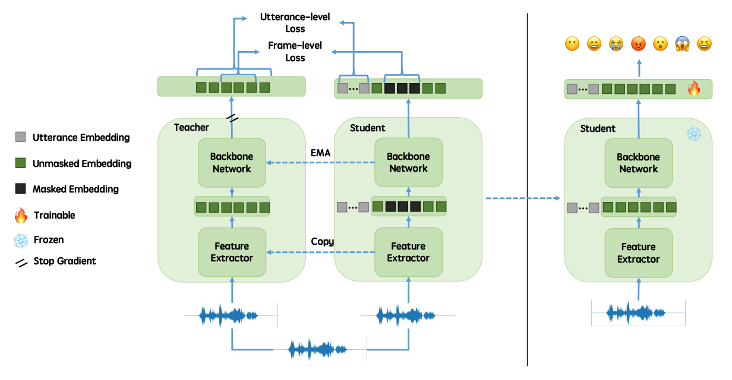 Utterance-level
Loss
Frame-level
Loss
Teacher
Student
Backbone
Network
EMA
Backbone
Network
Feature
Extractor
Copy
Feature
Extractor
Utterance Embedding
Unmasked Embedding
Masked Embedding
Trainable
Frozen
Stop Gradient
Student
Backbone
Network
Feature
Extractor